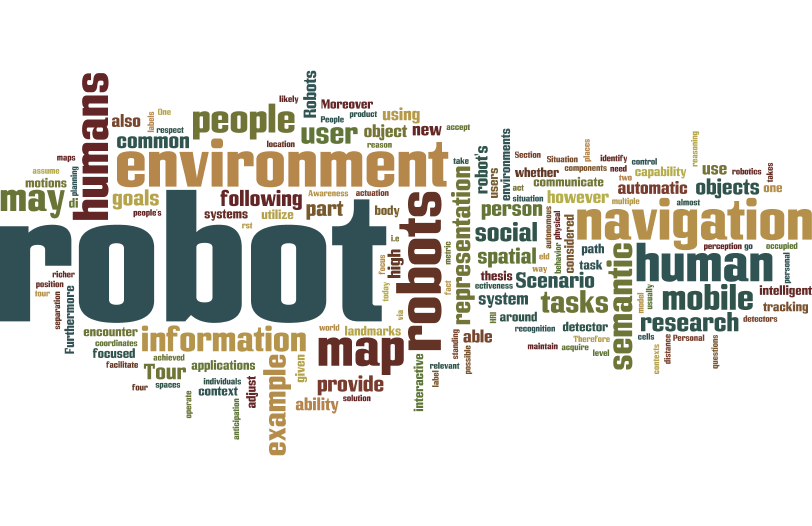 robot
humans
environment
people
navigation
human
robots
map
semantic
information
may
mobile
representation
tasks
research
example
user
common
also
following
part
social
spatial
person
Scenario
system
Tour
provide
goals
motions
labels
One
respect
likely
Robots
Moreover
People
product
using
object
new
accept
location
reason
maps
assume
planning
di
people's
systems
utilize
rst
Awareness
actuation
body
i.e
high
focus
today
via
metric
fact
take
robot's
users
environments
Section
Situation
places
identify
control
reasoning
whether
components
need
capability
use
robotics
takes
communicate
two
automatic
objects
one
act
situation
however
multiple
almost
autonomous
physical
behavior
considered
path
task
old
way
thesis
ectiveness
perception
go
occupied
personal
intelligent
tracking
detectors
model
usually
around
HRI
recognition
detector
Therefore
maintain
acquire
level
cells
Personal
distance
contexts
questions
richer
position
tour
separation
Furthermore
encounter
coordinates
focused
facilitate
achieved
applications
four
spaces
individuals
context
operate
anticipation
adjust
given
world
landmarks
ability
solution
interactive
label
relevant
standing
possible
able